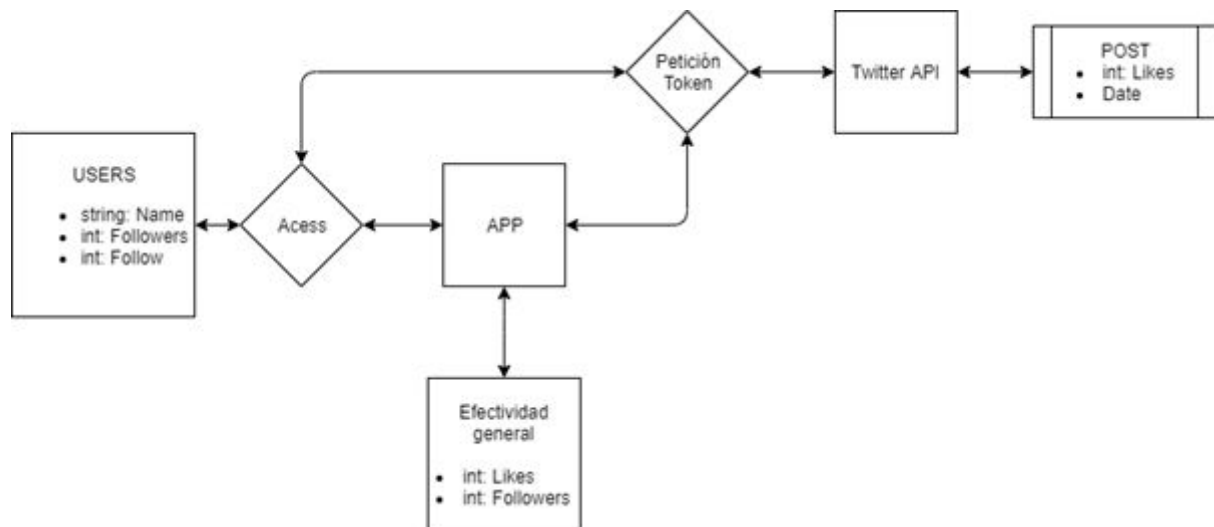 Petición
Token
Twitter API
POST
• int: Likes
• Date
USERS
• string: Name
• int: Followers
• int: Follow
Acess
APP
Efectividad
general
• int: Likes
• int: Followers